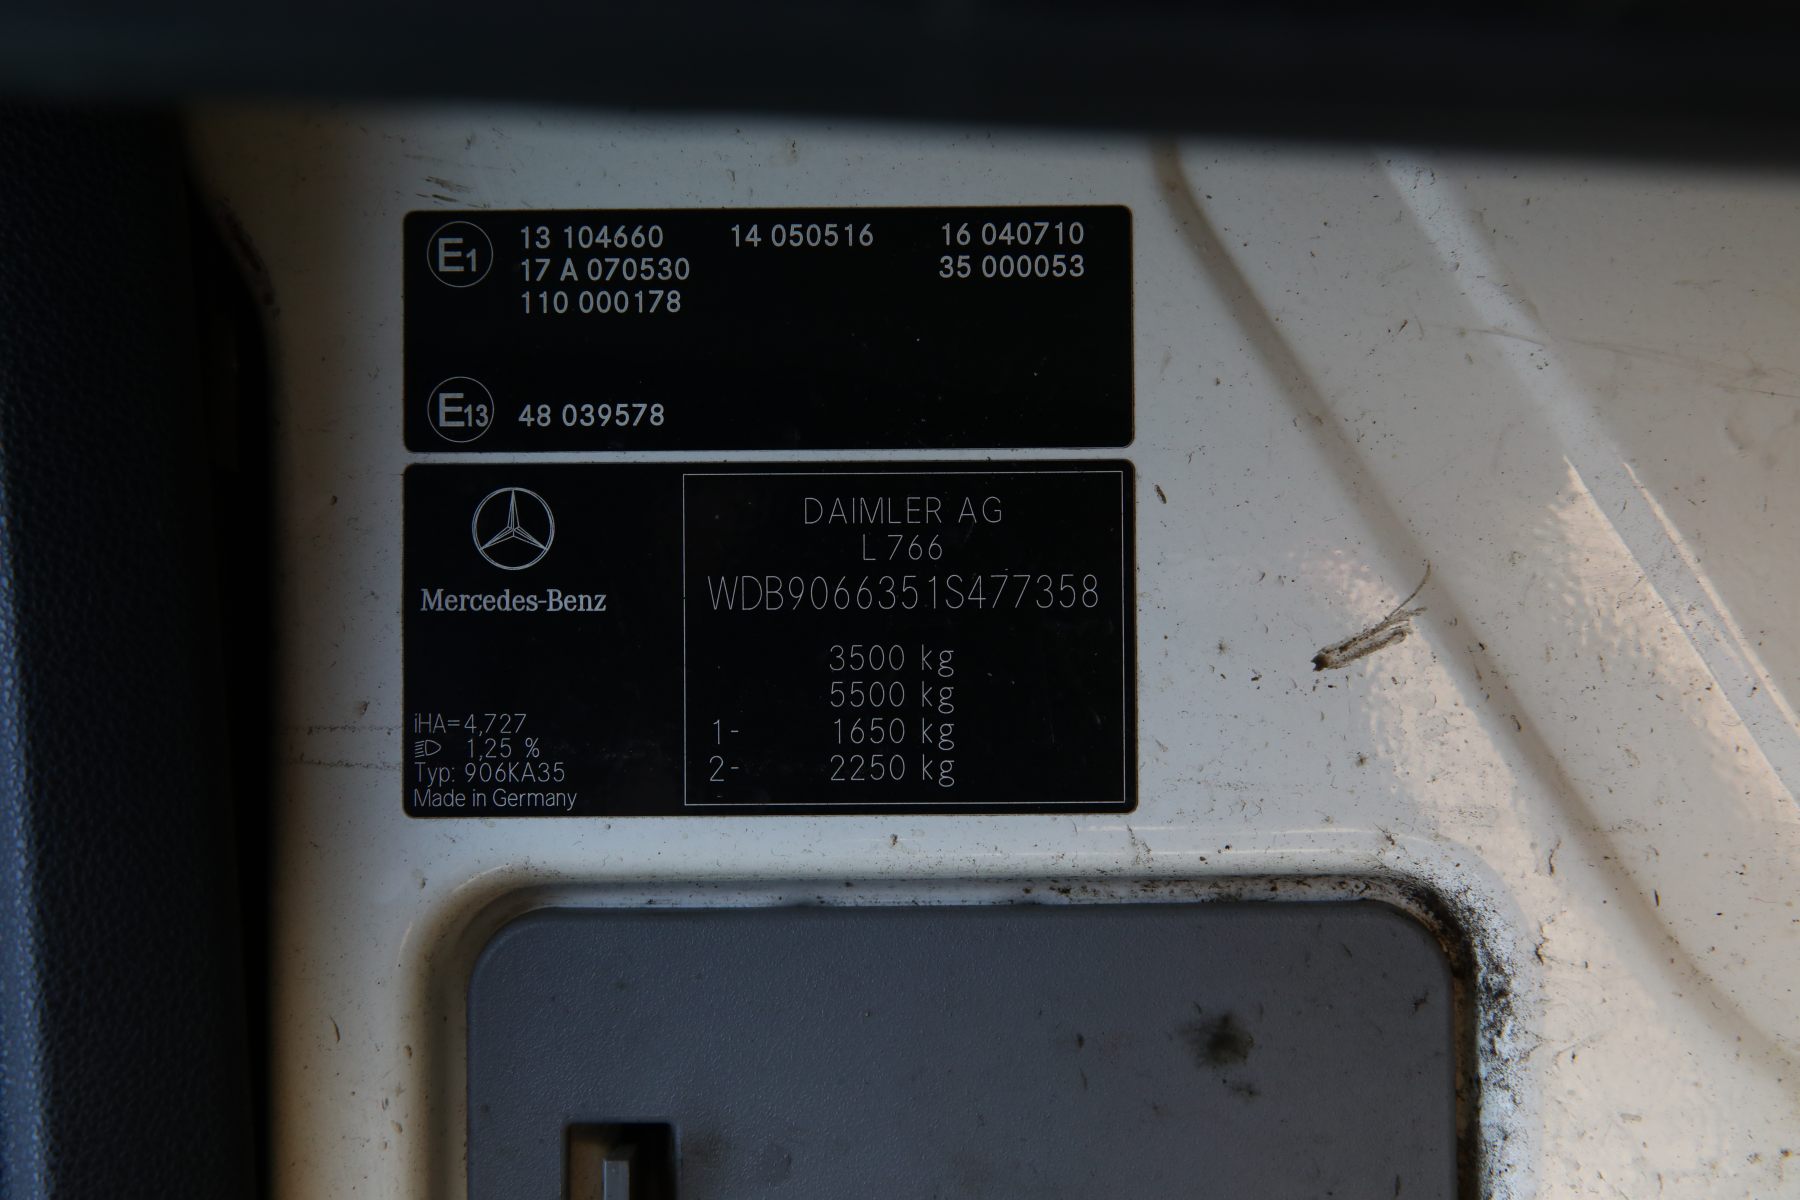 E1 13 104660 14 050516 16 040710
17 A 070530 35 000053
110 000178
E13 48 039578
Mercedes-Benz
iHA=4,727
1,25 %
Typ: 906KA35
Made in Germany
DAIMLER AG
L 766
WDB9066351S477358
3500 kg
5500 kg
1- 1650 kg
2- 2250 kg